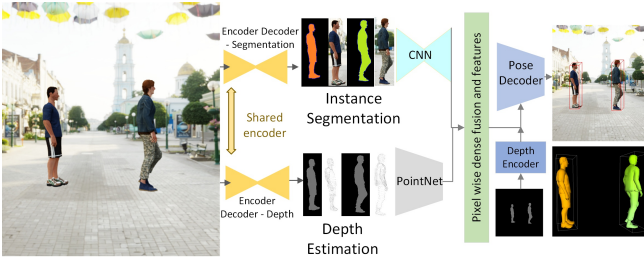 Encoder Decoder
- Segmentation
Shared
encoder
Encoder
Decoder - Depth
Instance
Segmentation
Depth
Estimation
CNN
PointNet
Pixel wise dense fusion and features
Pose
Decoder
Depth
Encoder